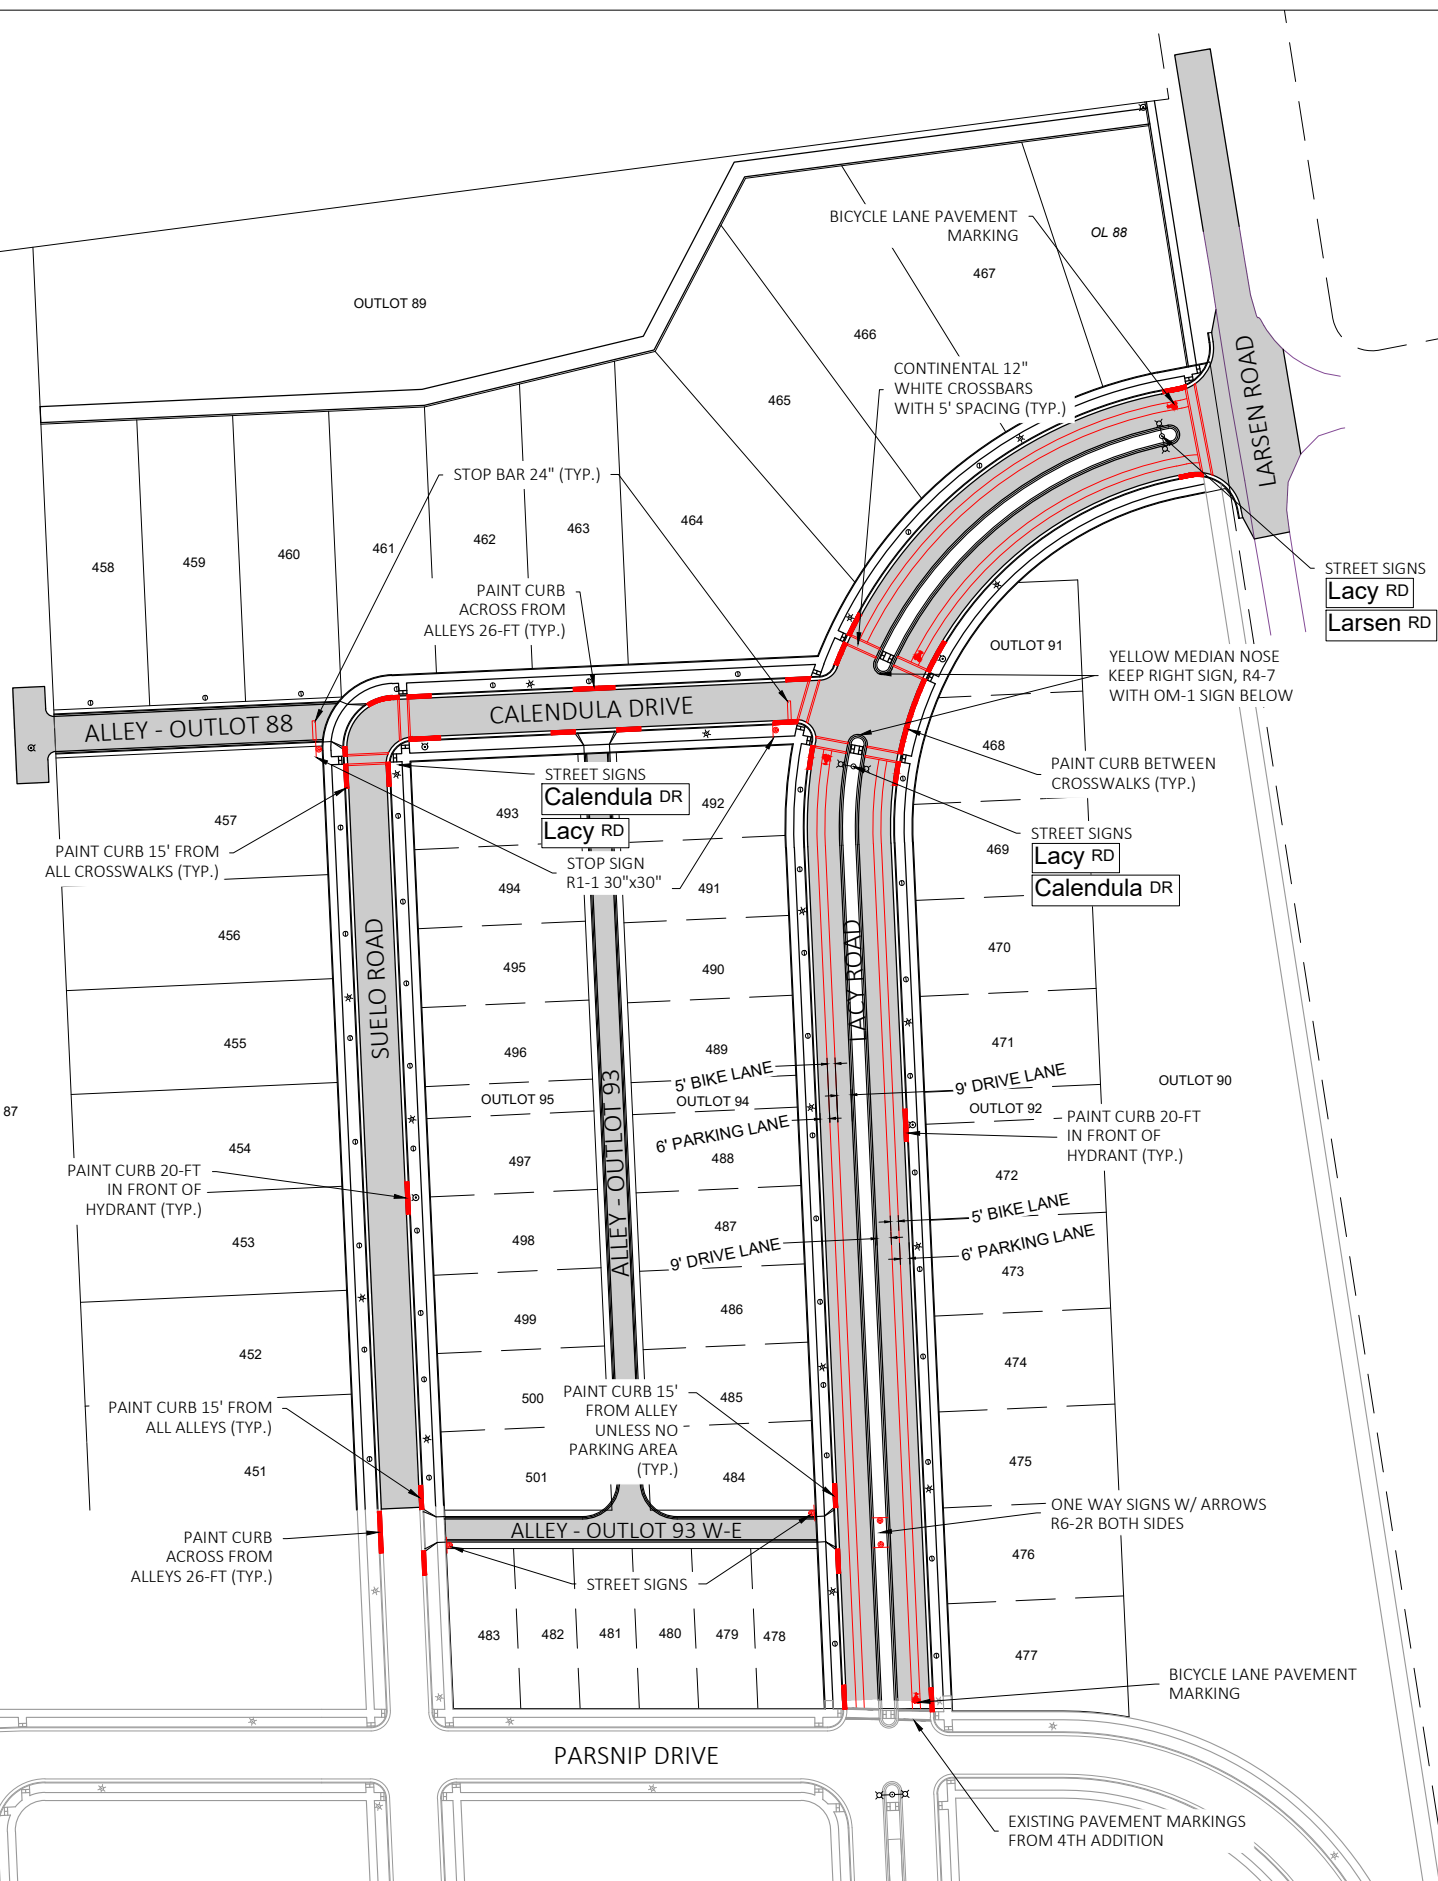 BICYCLE LANE PAVEMENT
MARKING
OL 88
467
OUTLOT 89
466
CONTINENTAL 12"
WHITE CROSSBARS
WITH 5' SPACING (TYP.)
465
LARSEN ROAD
STOP BAR 24" (TYP.)
464
463
462
461
460
459
458
STREET SIGNS
Lacy RD
Larsen RD
PAINT CURB
ACROSS FROM
ALLEYS 26-FT (TYP.)
OUTLOT 91
YELLOW MEDIAN NOSE
KEEP RIGHT SIGN, R4-7
WITH OM-1 SIGN BELOW
ALLEY - OUTLOT 88
CALENDULA DRIVE
468
PAINT CURB BETWEEN
CROSSWALKS (TYP.)
STREET SIGNS
Calendula DR
Lacy RD
493
492
457
STREET SIGNS
Lacy RD
Calendula DR
469
PAINT CURB 15' FROM
ALL CROSSWALKS (TYP.)
STOP SIGN
R1-1 30"x30"
494
491
456
SUELO ROAD
495
490
LACY ROAD
470
455
496
489
471
5' BIKE LANE
9' DRIVE LANE
OUTLOT 90
87
OUTLOT 95
ALLEY - OUTLOT 93
OUTLOT 94
OUTLOT 92
PAINT CURB 20-FT
IN FRONT OF
HYDRANT (TYP.)
6' PARKING LANE
454
497
488
472
PAINT CURB 20-FT
IN FRONT OF
HYDRANT (TYP.)
453
498
487
5' BIKE LANE
9' DRIVE LANE
6' PARKING LANE
473
499
486
452
474
PAINT CURB 15' FROM
ALL ALLEYS (TYP.)
500
PAINT CURB 15'
FROM ALLEY
UNLESS NO
PARKING AREA
(TYP.)
485
451
501
484
475
ONE WAY SIGNS W/ ARROWS
R6-2R BOTH SIDES
ALLEY - OUTLOT 93 W-E
PAINT CURB
ACROSS FROM
ALLEYS 26-FT (TYP.)
STREET SIGNS
476
483
482
481
480
479
478
477
BICYCLE LANE PAVEMENT
MARKING
PARSNIP DRIVE
EXISTING PAVEMENT MARKINGS
FROM 4TH ADDITION